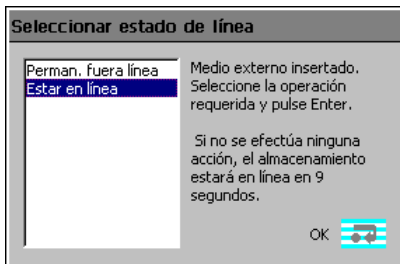 Seleccionar estado de línea
Perman. fuera línea
Estar en línea
Medio externo insertado.
Seleccione la operación
requerida y pulse Enter.
Si no se efectúa ninguna
acción, el almacenamiento
estará en línea en 9
segundos.
OK